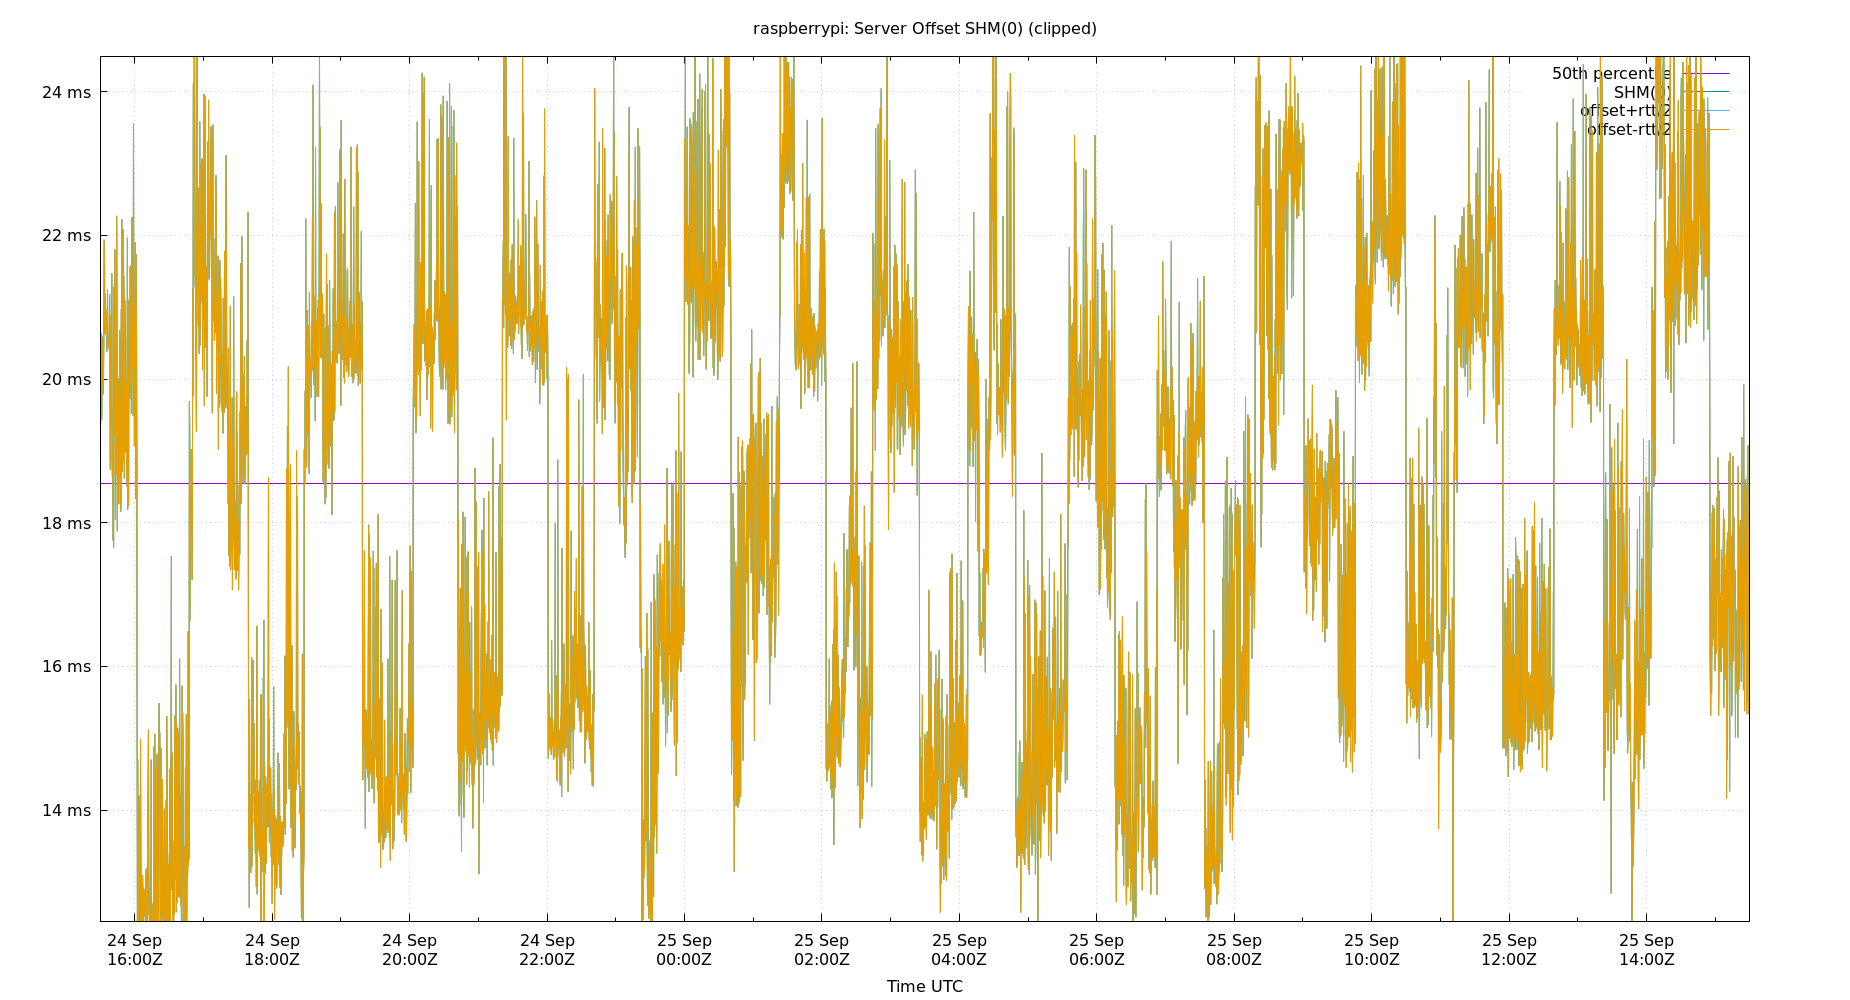 raspberrypi: Server Offset SHM(0) (clipped)
50th percentile
SHM(0)
offset+rtt/2
offset-rtt/2
24 ms
22 ms
20 ms
18 ms
16 ms
14 ms
24 Sep 24 Sep 24 Sep 24 Sep 25 Sep 25 Sep 25 Sep 25 Sep 25 Sep 25 Sep 25 Sep 25 Sep
16:00Z 18:00Z 20:00Z 22:00Z 00:00Z 02:00Z 04:00Z 06:00Z 08:00Z 10:00Z 12:00Z 14:00Z
Time UTC